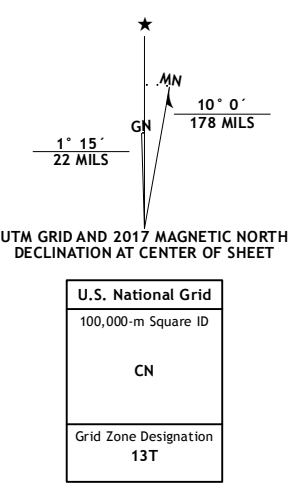 ★
MN
GN
10° 0´
178 MILS
1° 15´
22 MILS
UTM GRID AND 2017 MAGNETIC NORTH
DECLINATION AT CENTER OF SHEET
U.S. National Grid
100,000-m Square ID
CN
Grid Zone Designation
13T